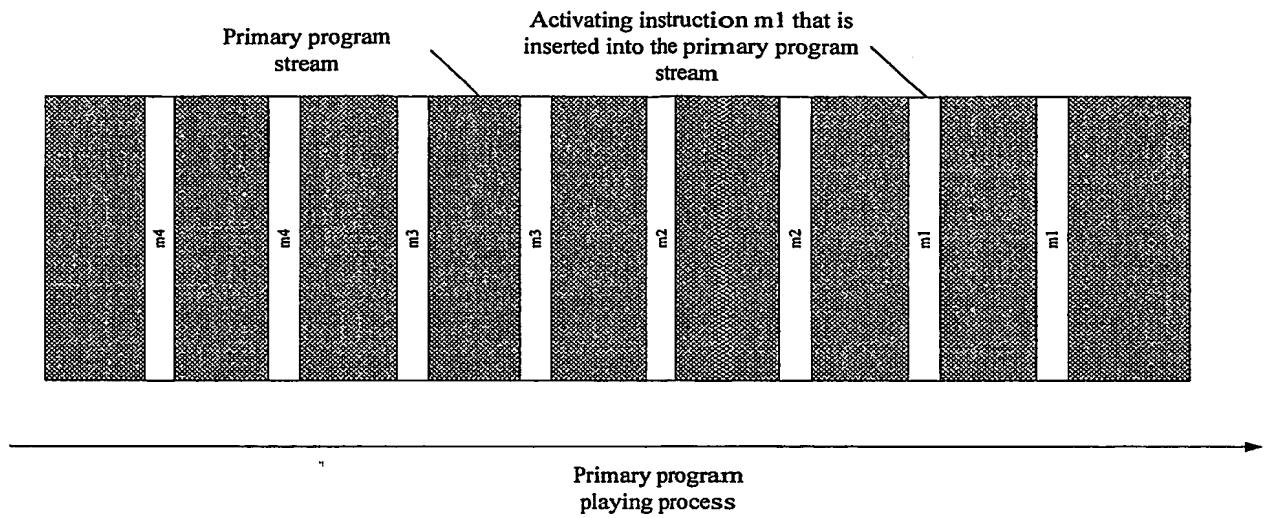 Primary program
stream
Activating instruction m1 that is
inserted into the primary program
stream
m4
m4
m3
m3
m2
m2
m1
m1
Primary program
playing process